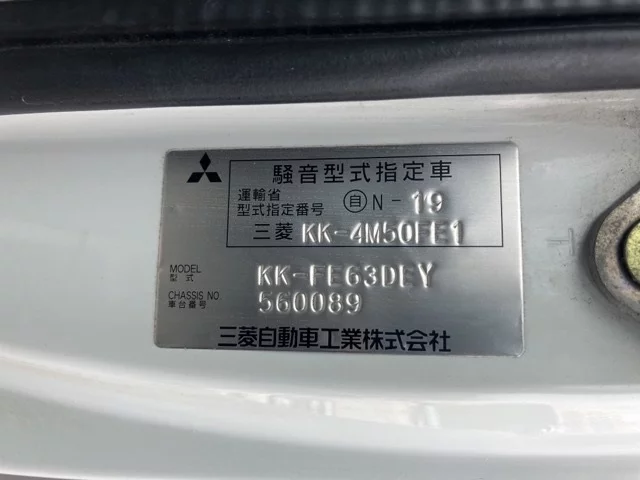 騒音型式指定車
運輸省
型式指定番号 自 N-19
三菱 KK-4M50FE1
MODEL
型式 KK-FE63DEY
CHASSIS NO.
車台番号 560089
三菱自動車工業株式会社